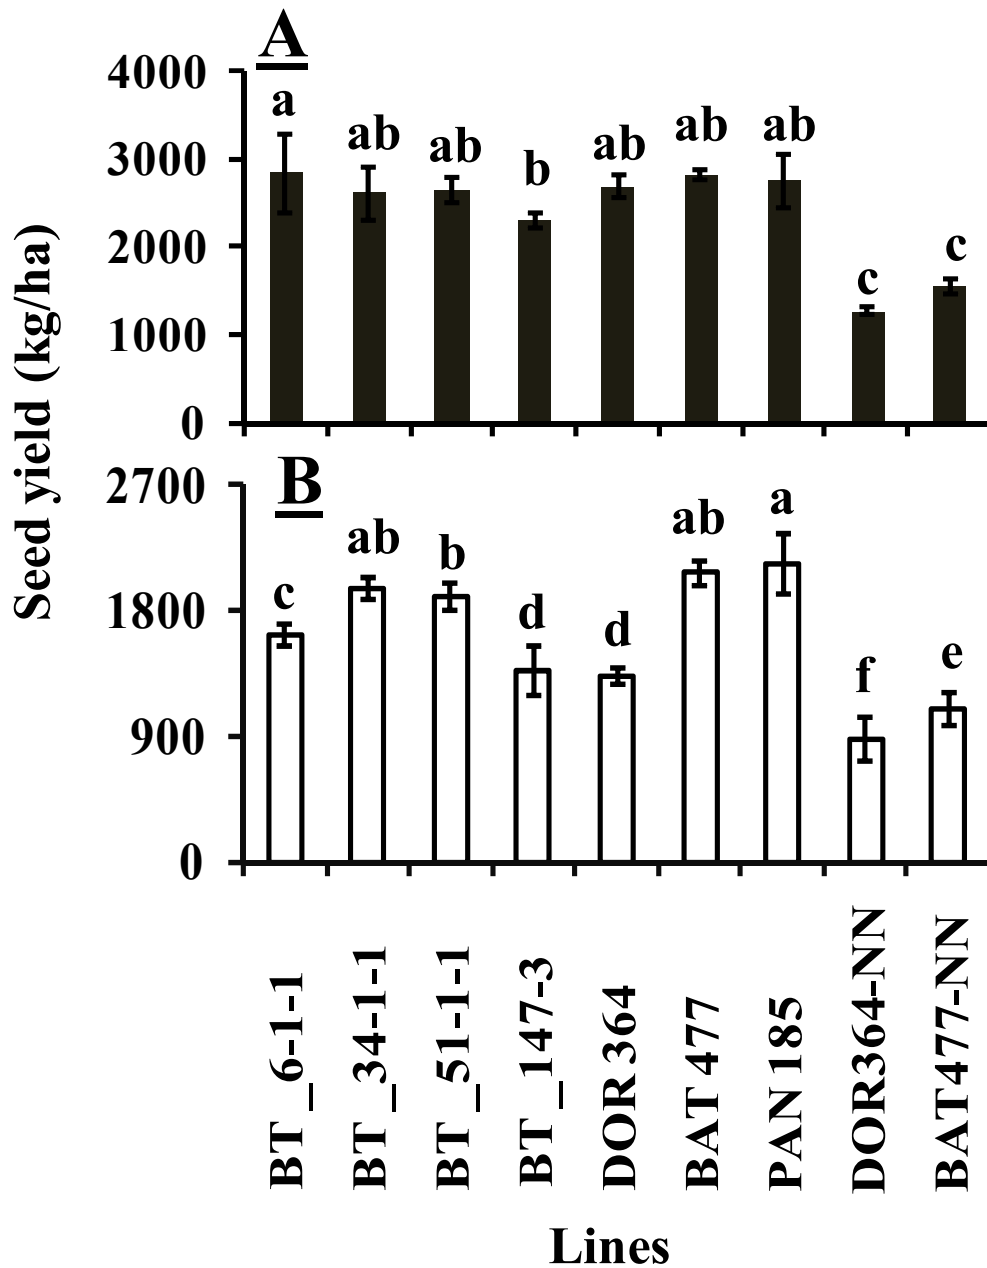 A
4000
3000
2000
1000
0
a
ab
ab
b
ab
ab
ab
c
c
Seed yield (kg/ha)
B
2700
1800
900
0
c
ab
b
d
d
ab
a
f
e
BT_6-1-1
BT_34-1-1
BT_51-1-1
BT_147-3
DOR 364
BAT 477
PAN 185
DOR364-NN
BAT477-NN
Lines